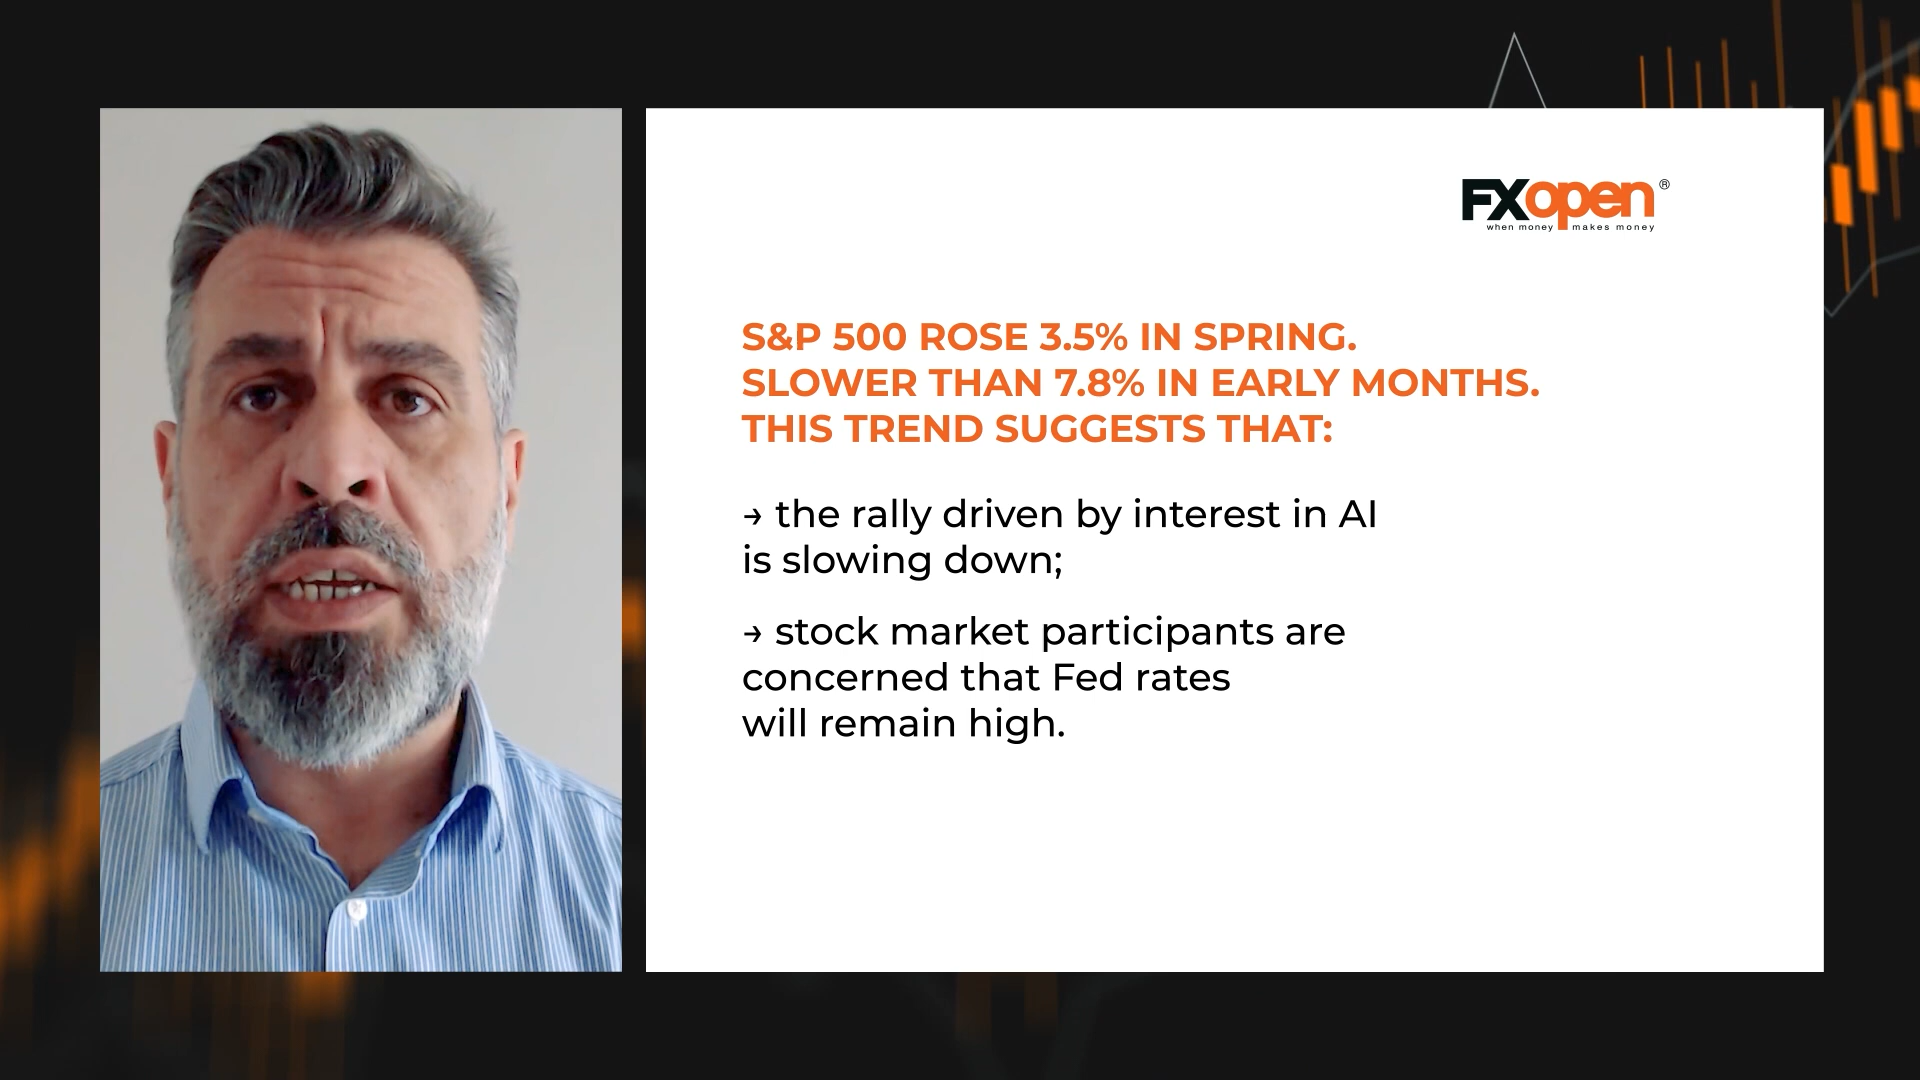 FXopen®
when money makes money
S&P 500 ROSE 3.5% IN SPRING.
SLOWER THAN 7.8% IN EARLY MONTHS.
THIS TREND SUGGESTS THAT:
→ the rally driven by interest in AI
is slowing down;
→ stock market participants are
concerned that Fed rates
will remain high.